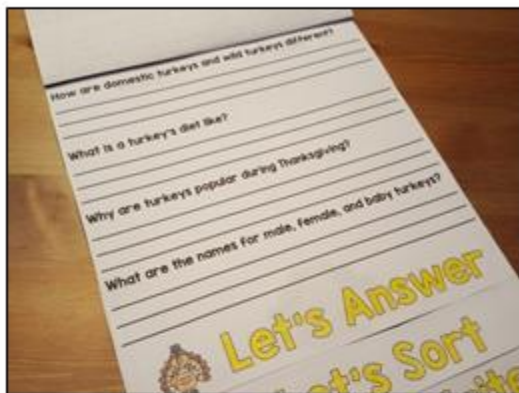 How are domestic turkeys and wild turkeys different?
What is a turkey's diet like?
Why are turkeys popular during Thanksgiving?
What are the names for male, female, and baby turkeys?
Let's Answer
Let's Sort